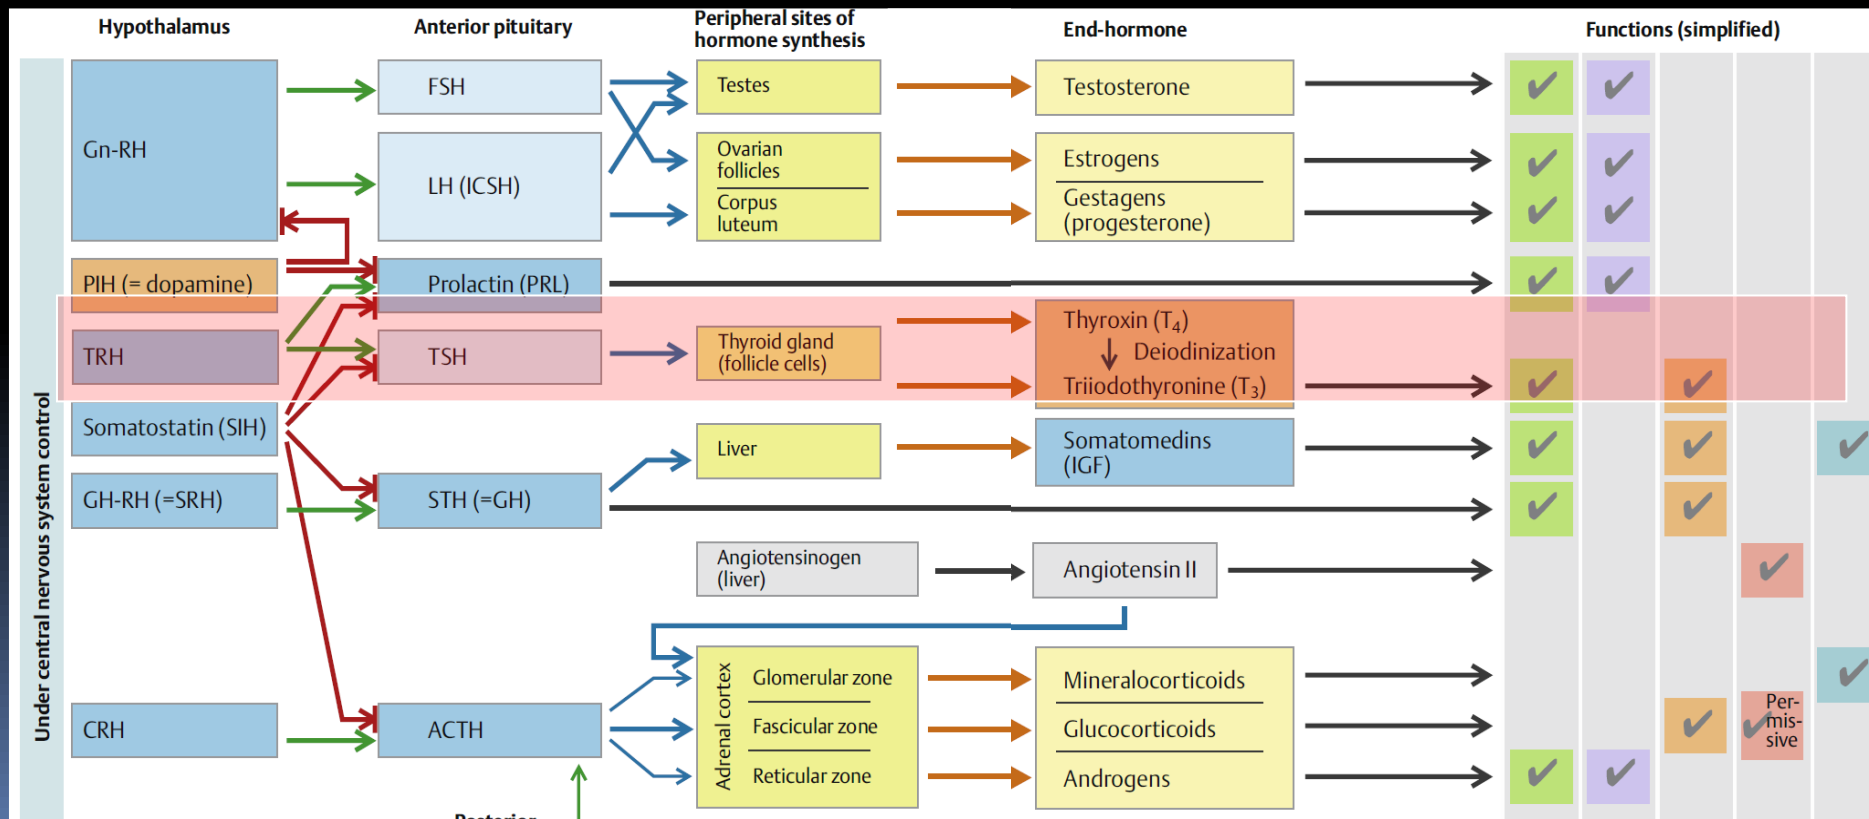 Hypothalamus
Anterior pituitary
Peripheral sites of
hormone synthesis
End-hormone
Functions (simplified)
Under central nervous system control
Gn-RH
FSH
Testes
Testosterone
LH (ICSH)
Ovarian
follicles
Estrogens
Corpus
luteum
Gestagens
(progesterone)
PIH (= dopamine)
Prolactin (PRL)
TRH
TSH
Thyroid gland
(follicle cells)
Thyroxin (T4)
Deiodinization
Triiodothyronine (T3)
Somatostatin (SIH)
Liver
Somatomedins
(IGF)
GH-RH (=SRH)
STH (=GH)
Angiotensinogen
(liver)
Angiotensin II
CRH
ACTH
Adrenal cortex
Glomerular zone
Mineralocorticoids
Fascicular zone
Glucocorticoids
Per-
mis-
sive
Reticular zone
Androgens
Posterior